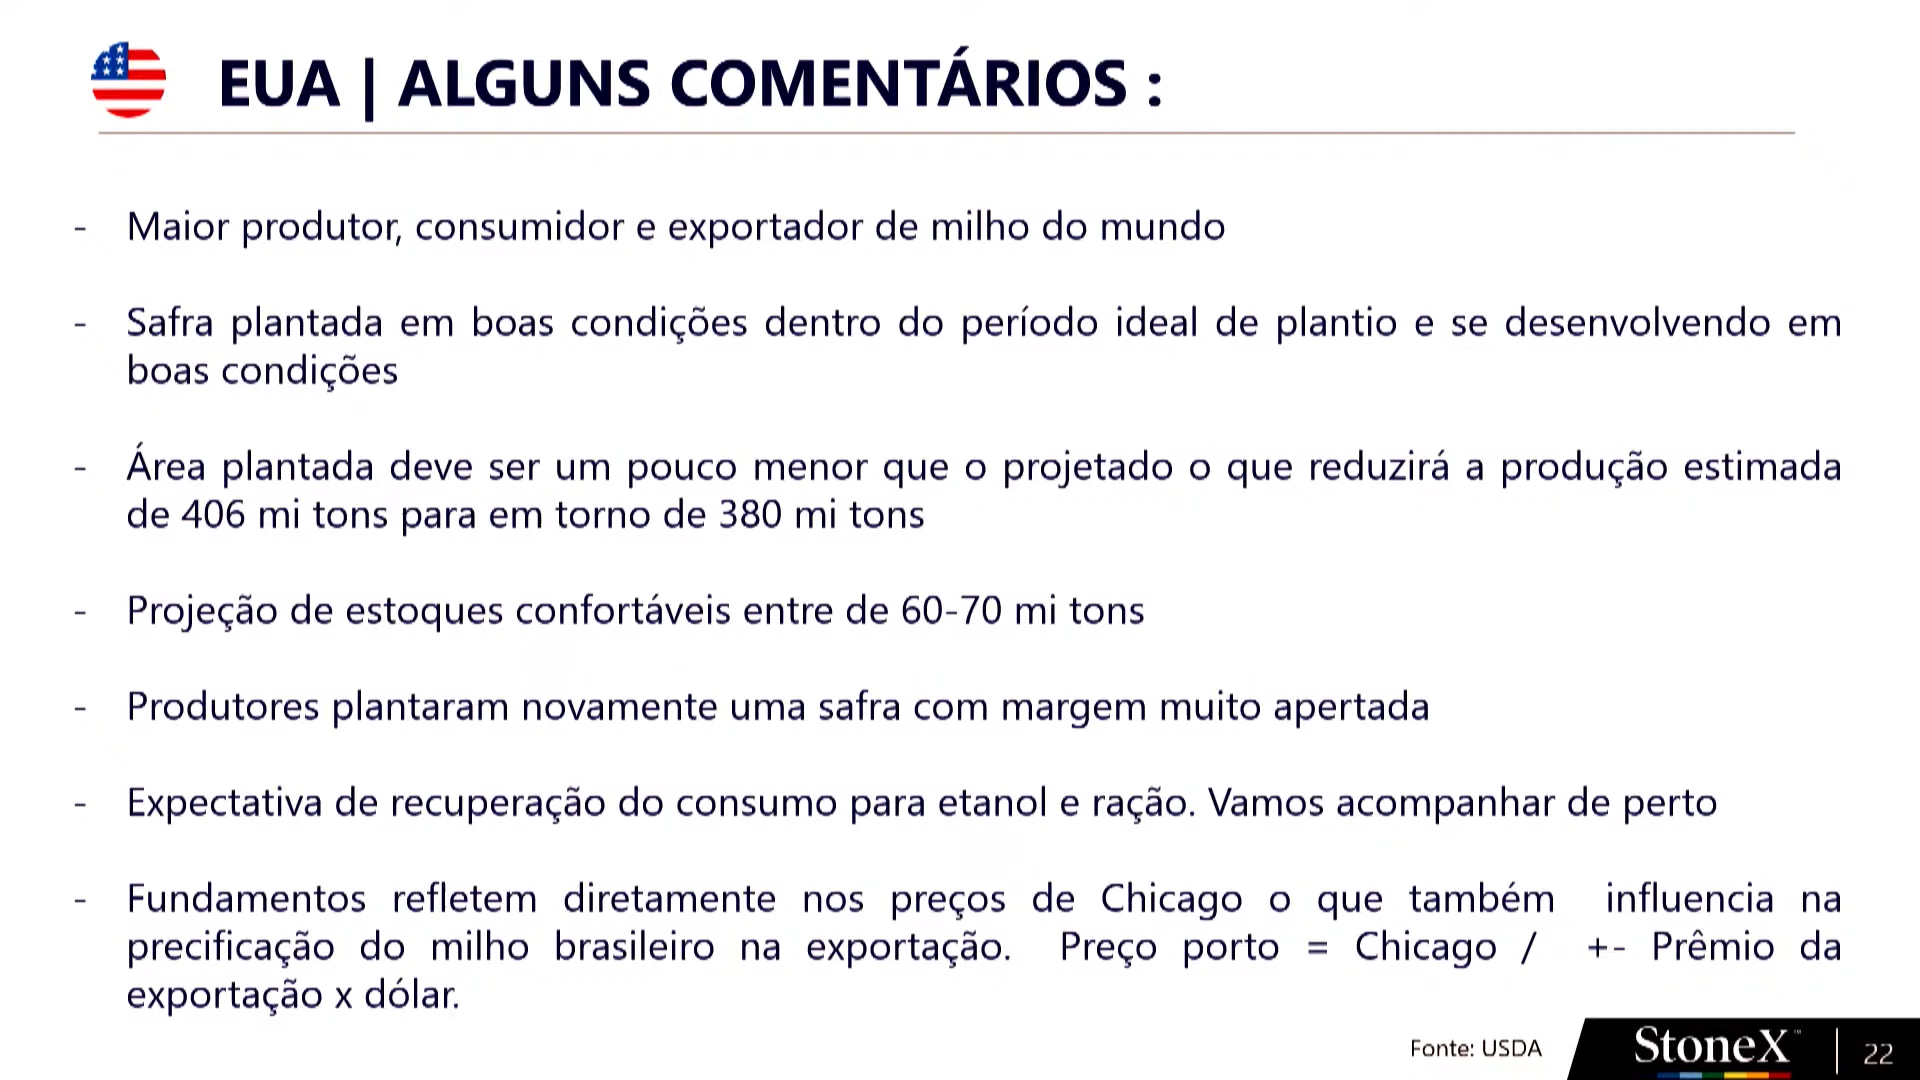 EUA | ALGUNS COMENTÁRIOS :
- Maior produtor, consumidor e exportador de milho do mundo
- Safra plantada em boas condições dentro do período ideal de plantio e se desenvolvendo em
boas condições
- Área plantada deve ser um pouco menor que o projetado o que reduzirá a produção estimada
de 406 mi tons para em torno de 380 mi tons
- Projeção de estoques confortáveis entre de 60-70 mi tons
- Produtores plantaram novamente uma safra com margem muito apertada
- Expectativa de recuperação do consumo para etanol e ração. Vamos acompanhar de perto
- Fundamentos refletem diretamente nos preços de Chicago o que também influencia na
precificação do milho brasileiro na exportação. Preço porto = Chicago / +- Prêmio da
exportação x dólar.
Fonte: USDA
StoneX™
22